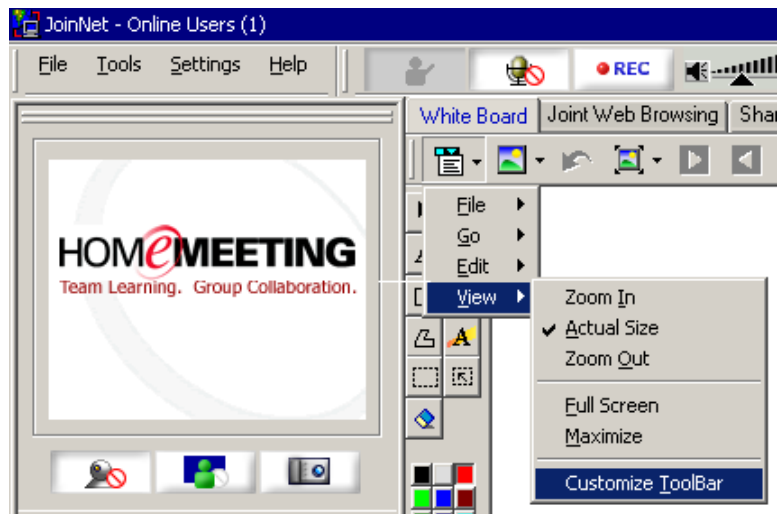 JoinNet - Online Users (1)
File Tools Settings Help
REC
White Board Joint Web Browsing
HOMeMEETING
Team Learning. Group Collaboration.
File
Go
Edit
View
Zoom In
Actual Size
Zoom Out
Full Screen
Maximize
Customize ToolBar
A